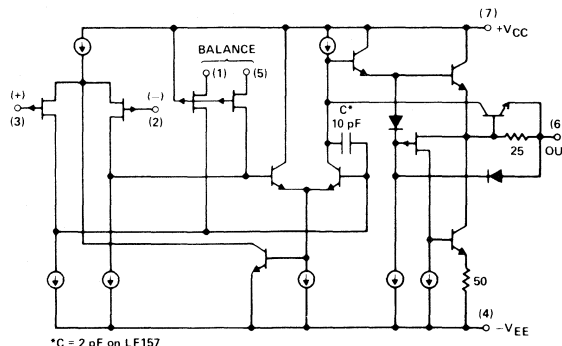 (7)
+VCC
BALANCE
(1) (5)
(+)
(3)
(−)
(2)
C*
10 pF
(6)
25
OU
50
(4)
−VEE
*C = 2 pF on LF157